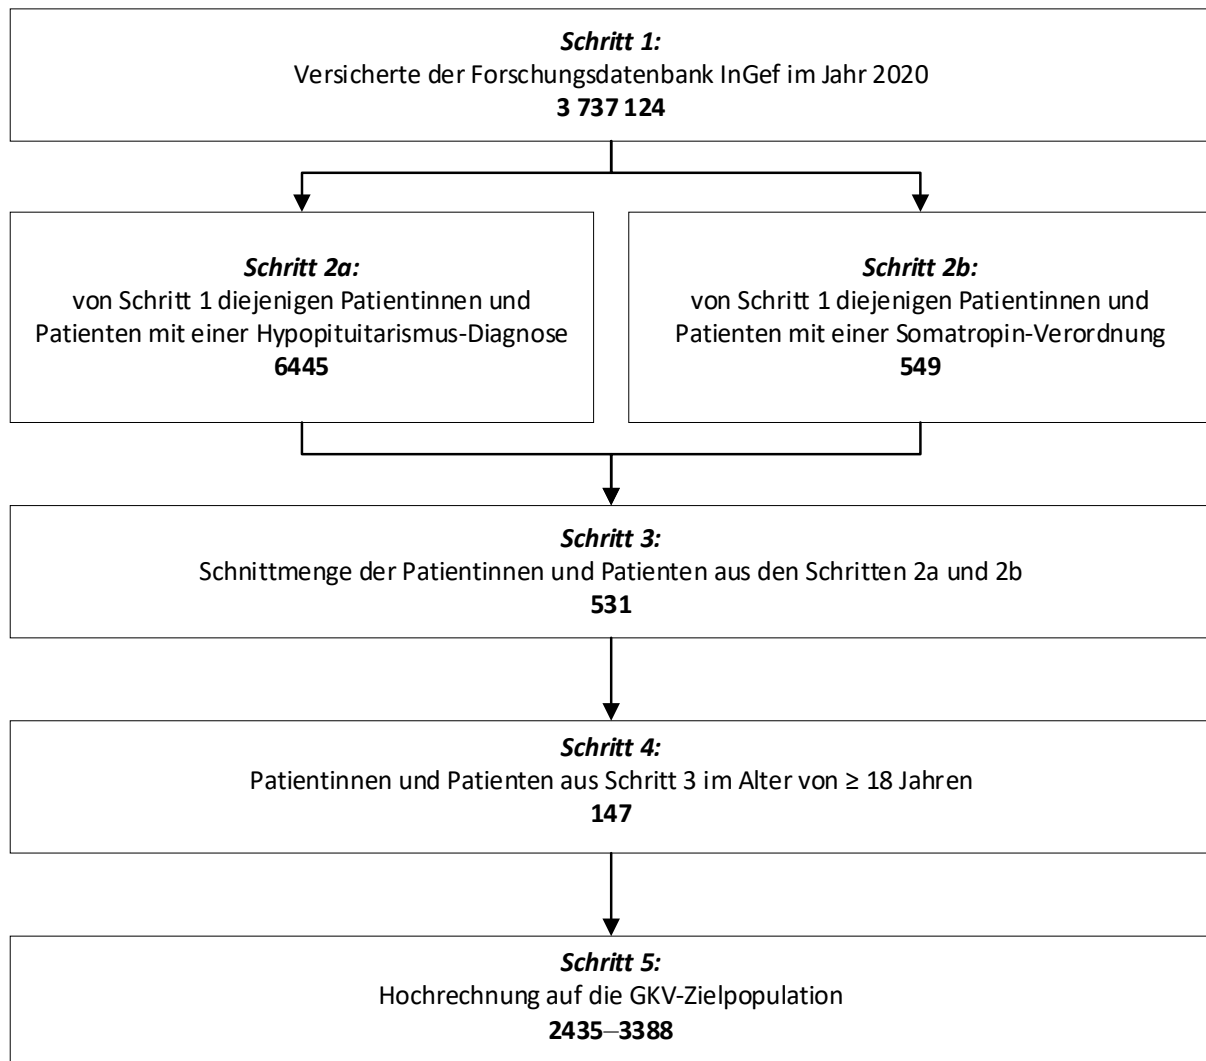 Schritt 1:
Versicherte der Forschungsdatenbank InGef im Jahr 2020
3 737 124
Schritt 2a:
von Schritt 1 diejenigen Patientinnen und
Patienten mit einer Hypopituitarismus-Diagnose
6445
Schritt 2b:
von Schritt 1 diejenigen Patientinnen und
Patienten mit einer Somatropin-Verordnung
549
Schritt 3:
Schnittmenge der Patientinnen und Patienten aus den Schritten 2a und 2b
531
Schritt 4:
Patientinnen und Patienten aus Schritt 3 im Alter von ≥ 18 Jahren
147
Schritt 5:
Hochrechnung auf die GKV-Zielpopulation
2435–3388